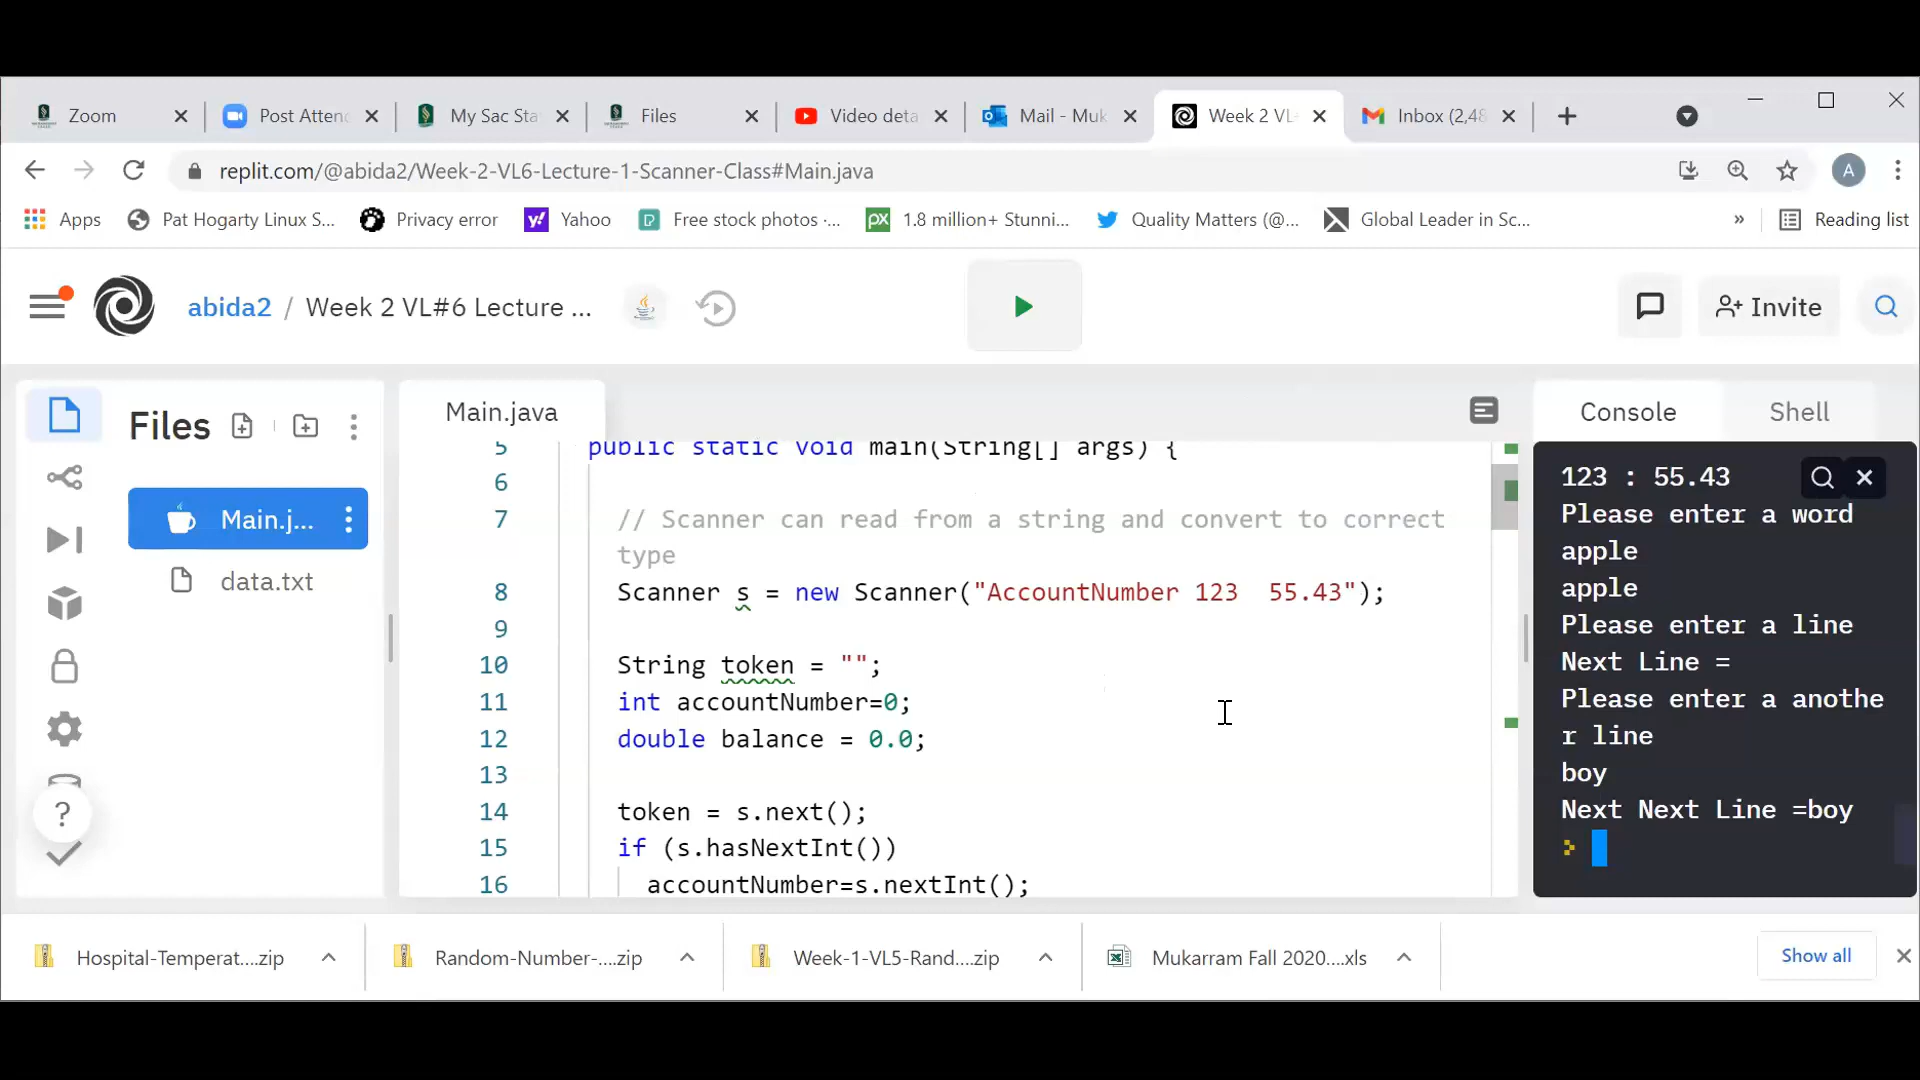 Zoom
Post Atten
My Sac Sta
Files
Video deta
Mail - Muk
Week 2 VL
Inbox (2,48
replit.com/@abida2/Week-2-VL6-Lecture-1-Scanner-Class#Main.java
A
Apps
Pat Hogarty Linux S...
Privacy error
Yahoo
Free stock photos ·...
1.8 million+ Stunni...
Quality Matters (@...
Global Leader in Sc...
»
Reading list
abida2 / Week 2 VL#6 Lecture ...
Invite
Files
Main.j...
data.txt
?
Main.java
5 public static void main(String[] args) {
6
7 // Scanner can read from a string and convert to correct
type
8 Scanner s = new Scanner("AccountNumber 123  55.43");
9
10 String token = "";
11 int accountNumber=0;
12 double balance = 0.0;
13
14 token = s.next();
15 if (s.hasNextInt())
16 accountNumber=s.nextInt();
Console
Shell
123 : 55.43
Please enter a word
apple
apple
Please enter a line
Next Line =
Please enter a anothe
r line
boy
Next Next Line =boy
Hospital-Temperat....zip
Random-Number-....zip
Week-1-VL5-Rand....zip
Mukarram Fall 2020....xls
Show all